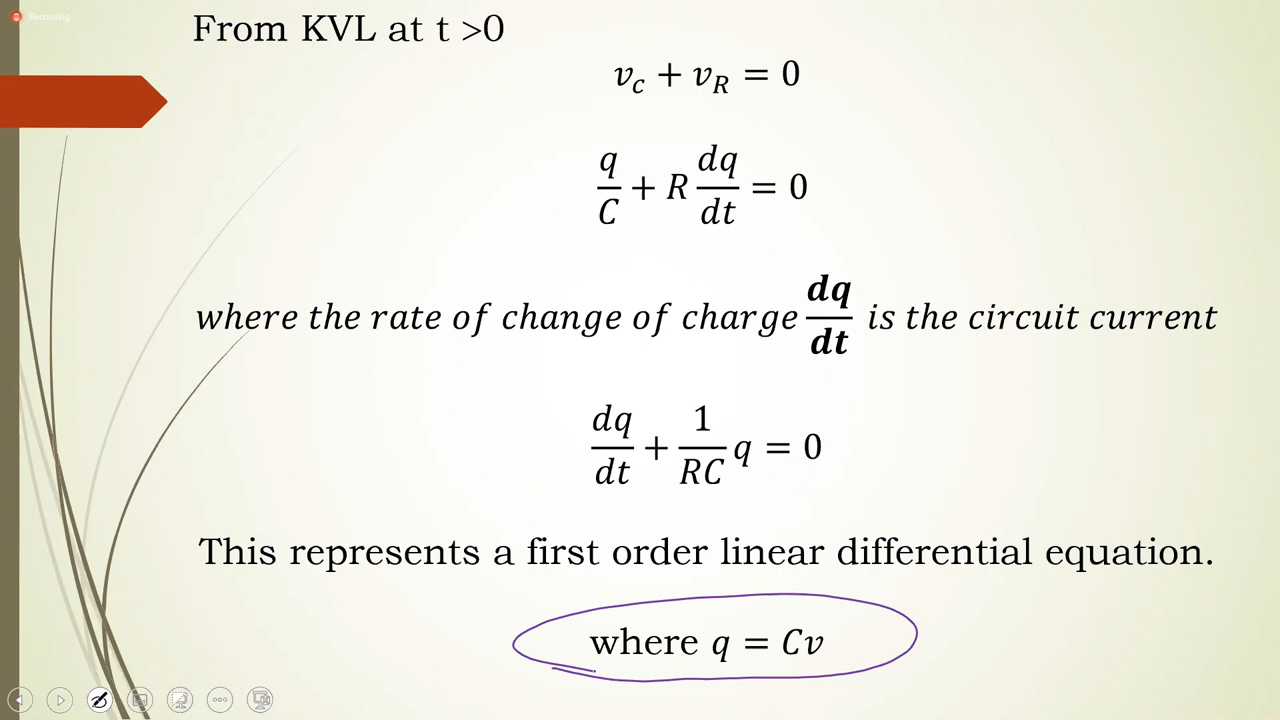 Recording
From KVL at t >0
v_c + v_R = 0
q/C + R dq/dt = 0
where the rate of change of charge dq/dt is the circuit current
dq/dt + 1/RC q = 0
This represents a first order linear differential equation.
where q = Cv